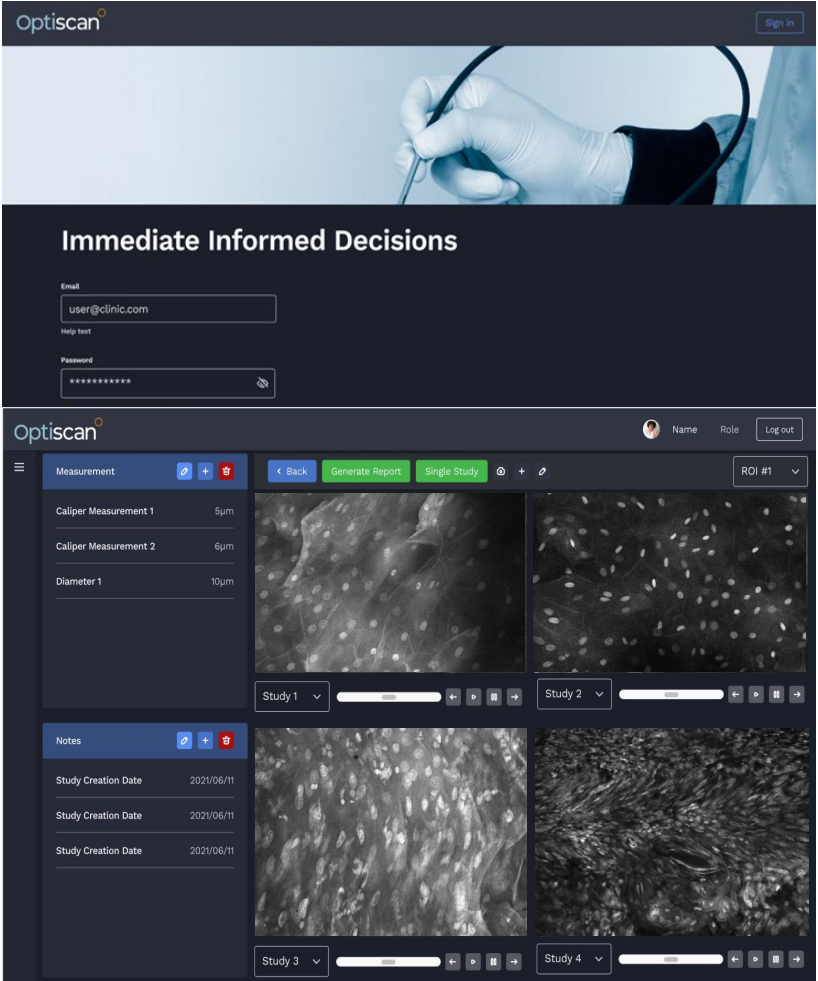 Optiscan
Sign in
Immediate Informed Decisions
Email
user@clinic.com
Help text
Password
***********
Optiscan
Name Role Log out
Measurement
Caliper Measurement 1 5µm
Caliper Measurement 2 6µm
Diameter 1 10µm
Back Generate Report Single Study ROI #1
Study 1
Study 2
Notes
Study Creation Date 2021/06/11
Study Creation Date 2021/06/11
Study Creation Date 2021/06/11
Study 3
Study 4